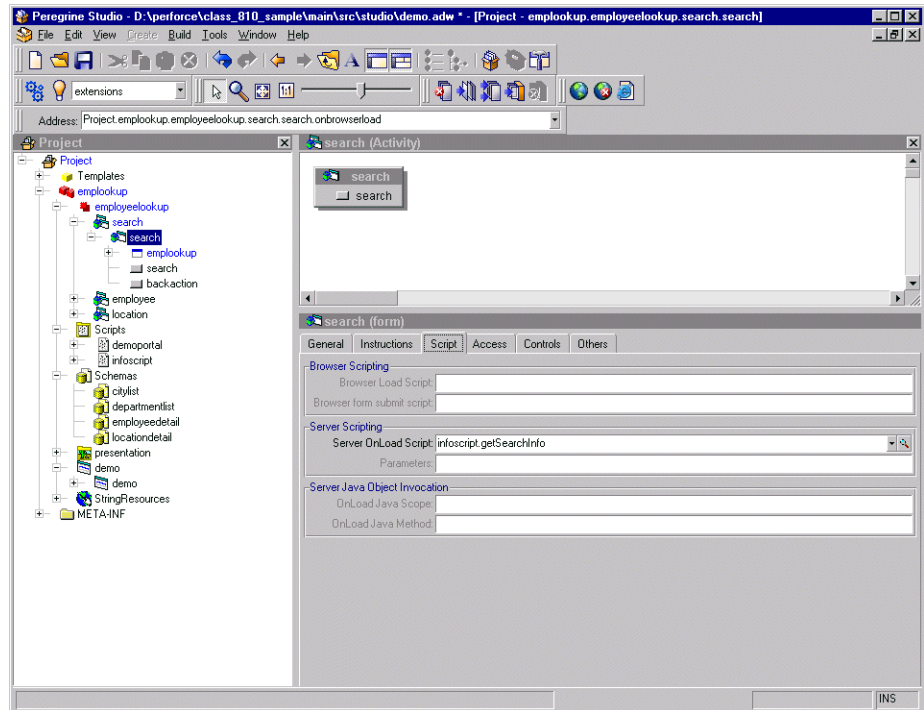 Peregrine Studio - D:\perforce\class_810_sample\main\src\studio\demo.adw * - [Project - emplookup.employeelookup.search.search]
File Edit View Create Build Tools Window Help
A
extensions
1:1
Address: Project.emplookup.employeelookup.search.search.onbrowserload
Project
Project
Templates
emplookup
employeelookup
search
search
emplookup
search
backaction
employee
location
Scripts
demoportal
infoscript
Schemas
citylist
departmentlist
employeedetail
locationdetail
presentation
demo
demo
StringResources
META-INF
search (Activity)
search
search
search (form)
General Instructions Script Access Controls Others
Browser Scripting
Browser Load Script:
Browser form submit script:
Server Scripting
Server OnLoad Script: infoscript.getSearchInfo
Parameters:
Server Java Object Invocation
OnLoad Java Scope:
OnLoad Java Method:
INS